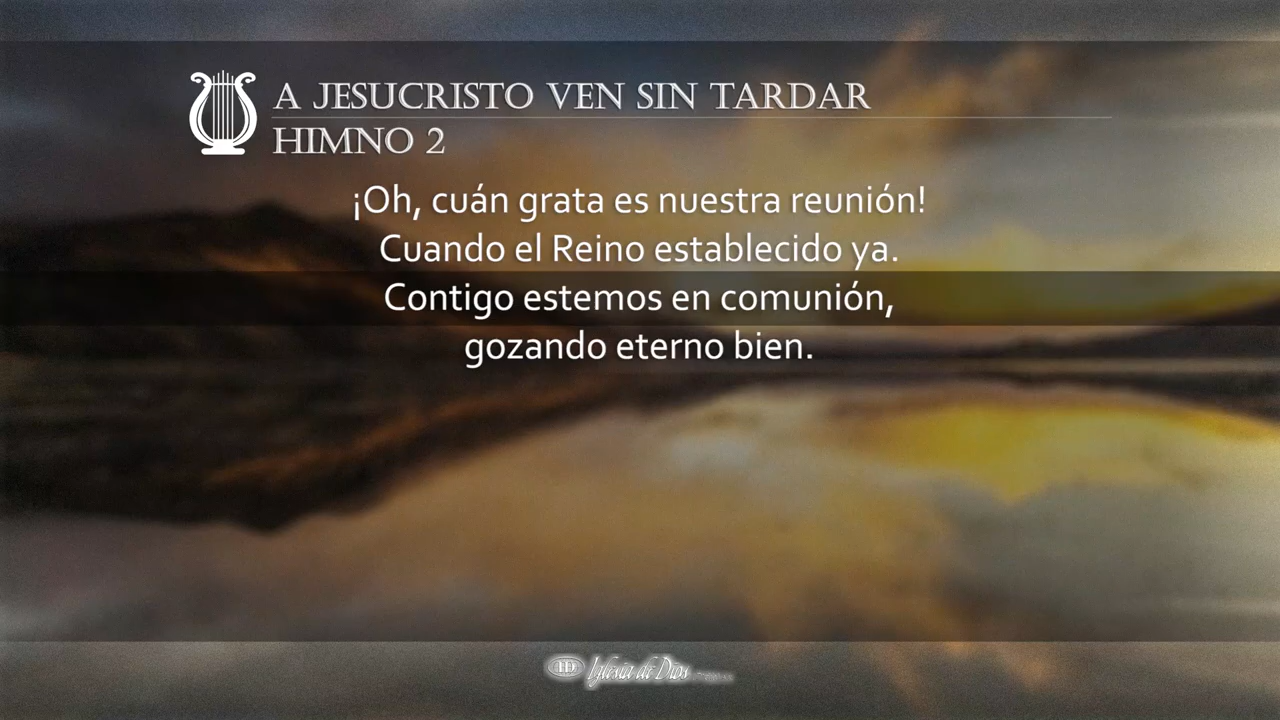 A JESUCRISTO VEN SIN TARDAR
HIMNO 2
¡Oh, cuán grata es nuestra reunión!
Cuando el Reino establecido ya.
Contigo estemos en comunión,
gozando eterno bien.
ID Iglesia de Dios